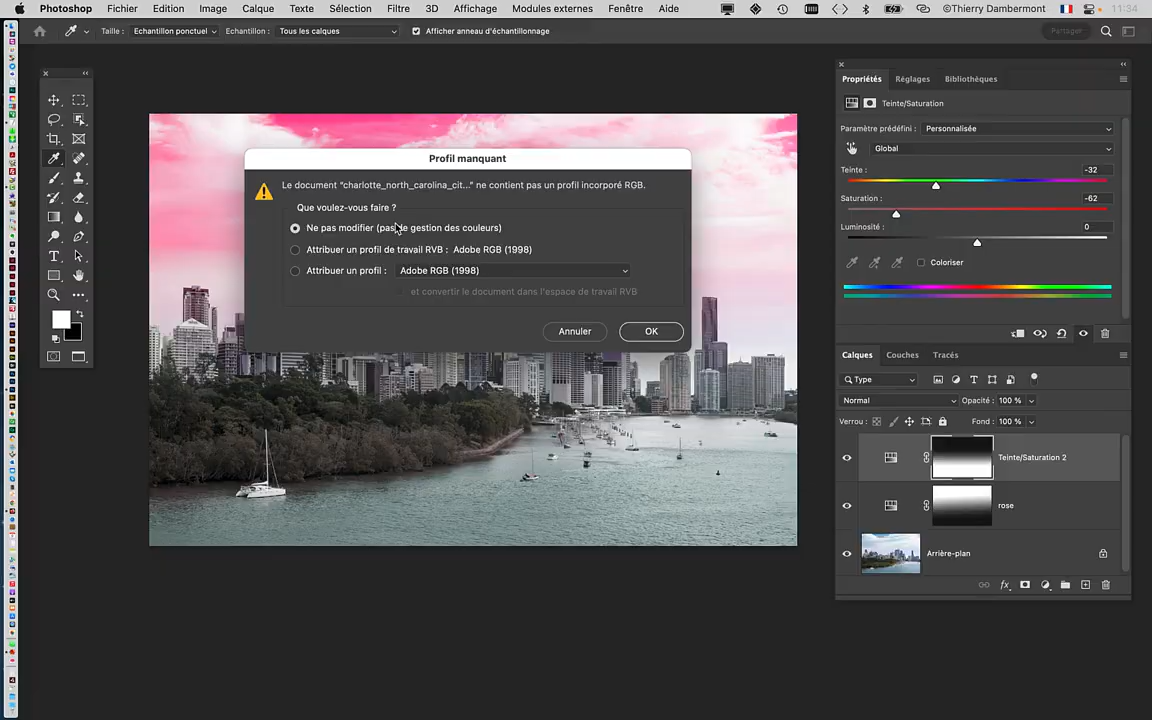 Photoshop Fichier Edition Image Calque Texte Sélection Filtre 3D Affichage Modules externes Fenêtre Aide ©Thierry Dambermont 11:34
Taille : Echantillon ponctuel Echantillon : Tous les calques Afficher anneau d'échantillonnage Partager
Propriétés Réglages Bibliothèques
Teinte/Saturation
Paramètre prédéfini : Personnalisée
Global
Teinte : -32
Saturation : -62
Luminosité : 0
Coloriser
Profil manquant
Le document "charlotte_north_carolina_cit..." ne contient pas un profil incorporé RGB.
Que voulez-vous faire ?
Ne pas modifier (pas de gestion des couleurs)
Attribuer un profil de travail RVB : Adobe RGB (1998)
Attribuer un profil : Adobe RGB (1998)
et convertir le document dans l'espace de travail RVB
Annuler OK
Calques Couches Tracés
Type
Normal Opacité : 100 %
Verrou : Fond : 100 %
Teinte/Saturation 2
rose
Arrière-plan